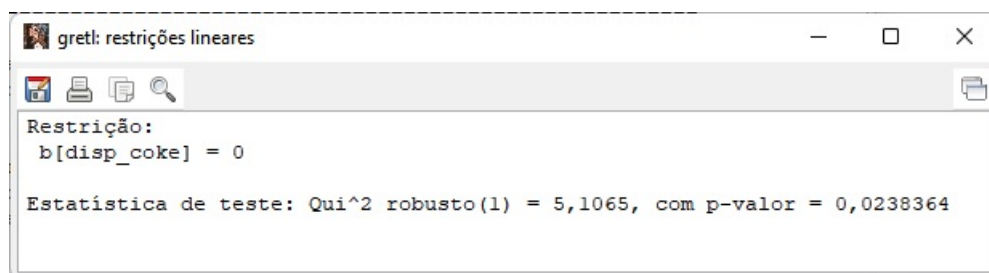 gretl: restrições lineares
Restrição:
b[disp_coke] = 0
Estatística de teste: Qui^2 robusto(1) = 5,1065, com p-valor = 0,0238364